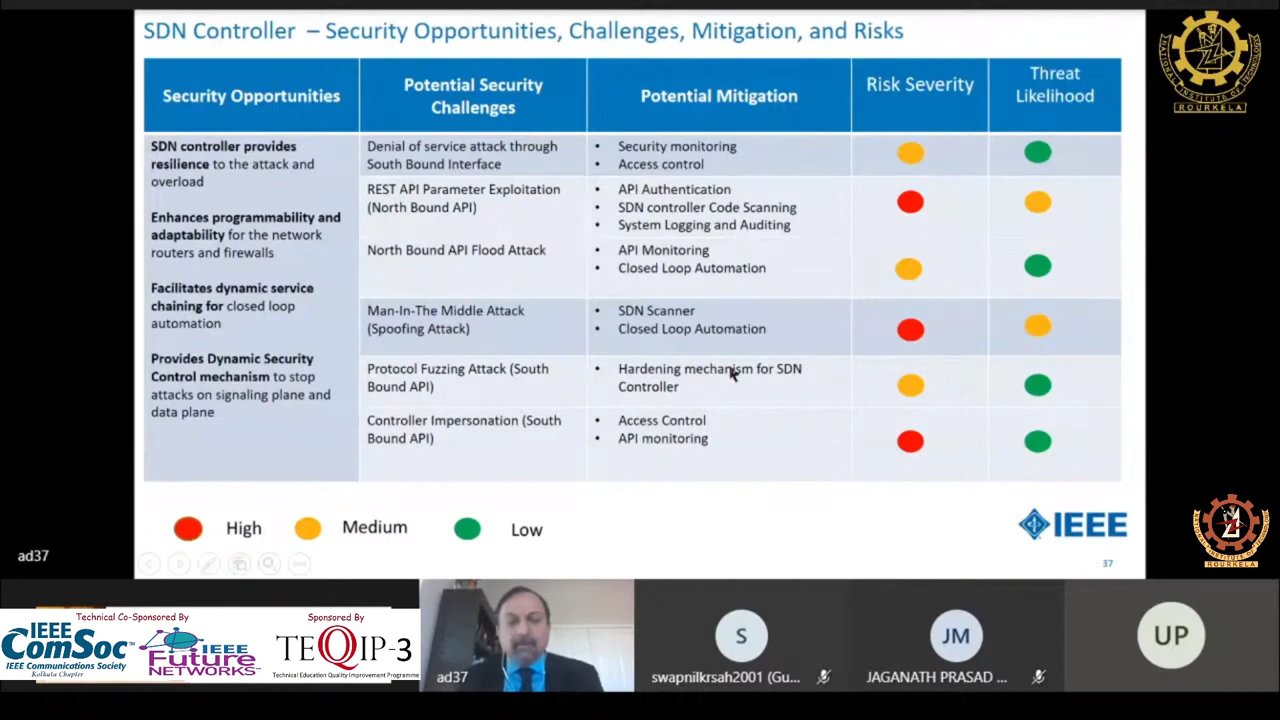 SDN Controller – Security Opportunities, Challenges, Mitigation, and Risks
Security Opportunities
Potential Security
Challenges
Potential Mitigation
Risk Severity
Threat
Likelihood
SDN controller provides
resilience to the attack and
overload
Enhances programmability and
adaptability for the network
routers and firewalls
Facilitates dynamic service
chaining for closed loop
automation
Provides Dynamic Security
Control mechanism to stop
attacks on signaling plane and
data plane
Denial of service attack through
South Bound Interface
• Security monitoring
• Access control
REST API Parameter Exploitation
(North Bound API)
• API Authentication
• SDN controller Code Scanning
• System Logging and Auditing
North Bound API Flood Attack
• API Monitoring
• Closed Loop Automation
Man-In-The Middle Attack
(Spoofing Attack)
• SDN Scanner
• Closed Loop Automation
Protocol Fuzzing Attack (South
Bound API)
• Hardening mechanism for SDN
Controller
Controller Impersonation (South
Bound API)
• Access Control
• API monitoring
High
Medium
Low
IEEE
37
NATIONAL INSTITUTE OF TECHNOLOGY
ROURKELA
ad37
Technical Co-Sponsored By
IEEE
ComSoc™
IEEE Communications Society
Kolkata Chapter
IEEE
Future
NETWORKS™
Sponsored By
TEQIP-3
Technical Education Quality Improvement Programme
ad37
S
swapnilkrsah2001 (Gu...
JM
JAGANATH PRASAD ...
UP